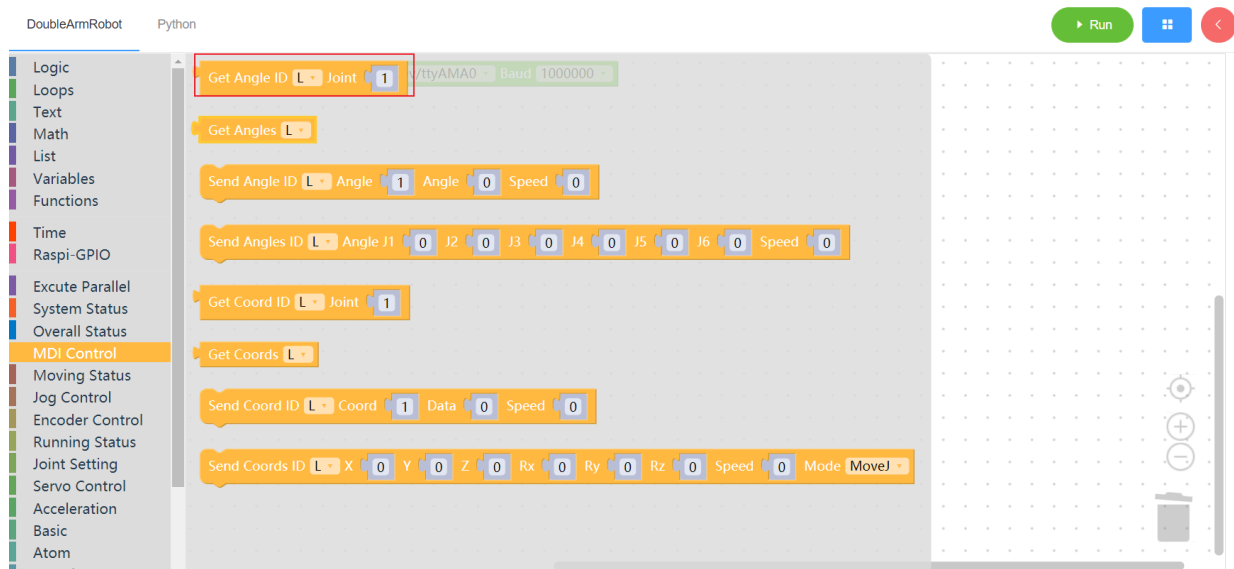 DoubleArmRobot Python Run
Logic
Loops
Text
Math
List
Variables
Functions
Time
Raspi-GPIO
Excute Parallel
System Status
Overall Status
MDI Control
Moving Status
Jog Control
Encoder Control
Running Status
Joint Setting
Servo Control
Acceleration
Basic
Atom
Get Angle ID L Joint 1 /ttyAMA0 Baud 1000000
Get Angles L
Send Angle ID L Angle 1 Angle 0 Speed 0
Send Angles ID L Angle J1 0 J2 0 J3 0 J4 0 J5 0 J6 0 Speed 0
Get Coord ID L Joint 1
Get Coords L
Send Coord ID L Coord 1 Data 0 Speed 0
Send Coords ID L X 0 Y 0 Z 0 Rx 0 Ry 0 Rz 0 Speed 0 Mode MoveJ